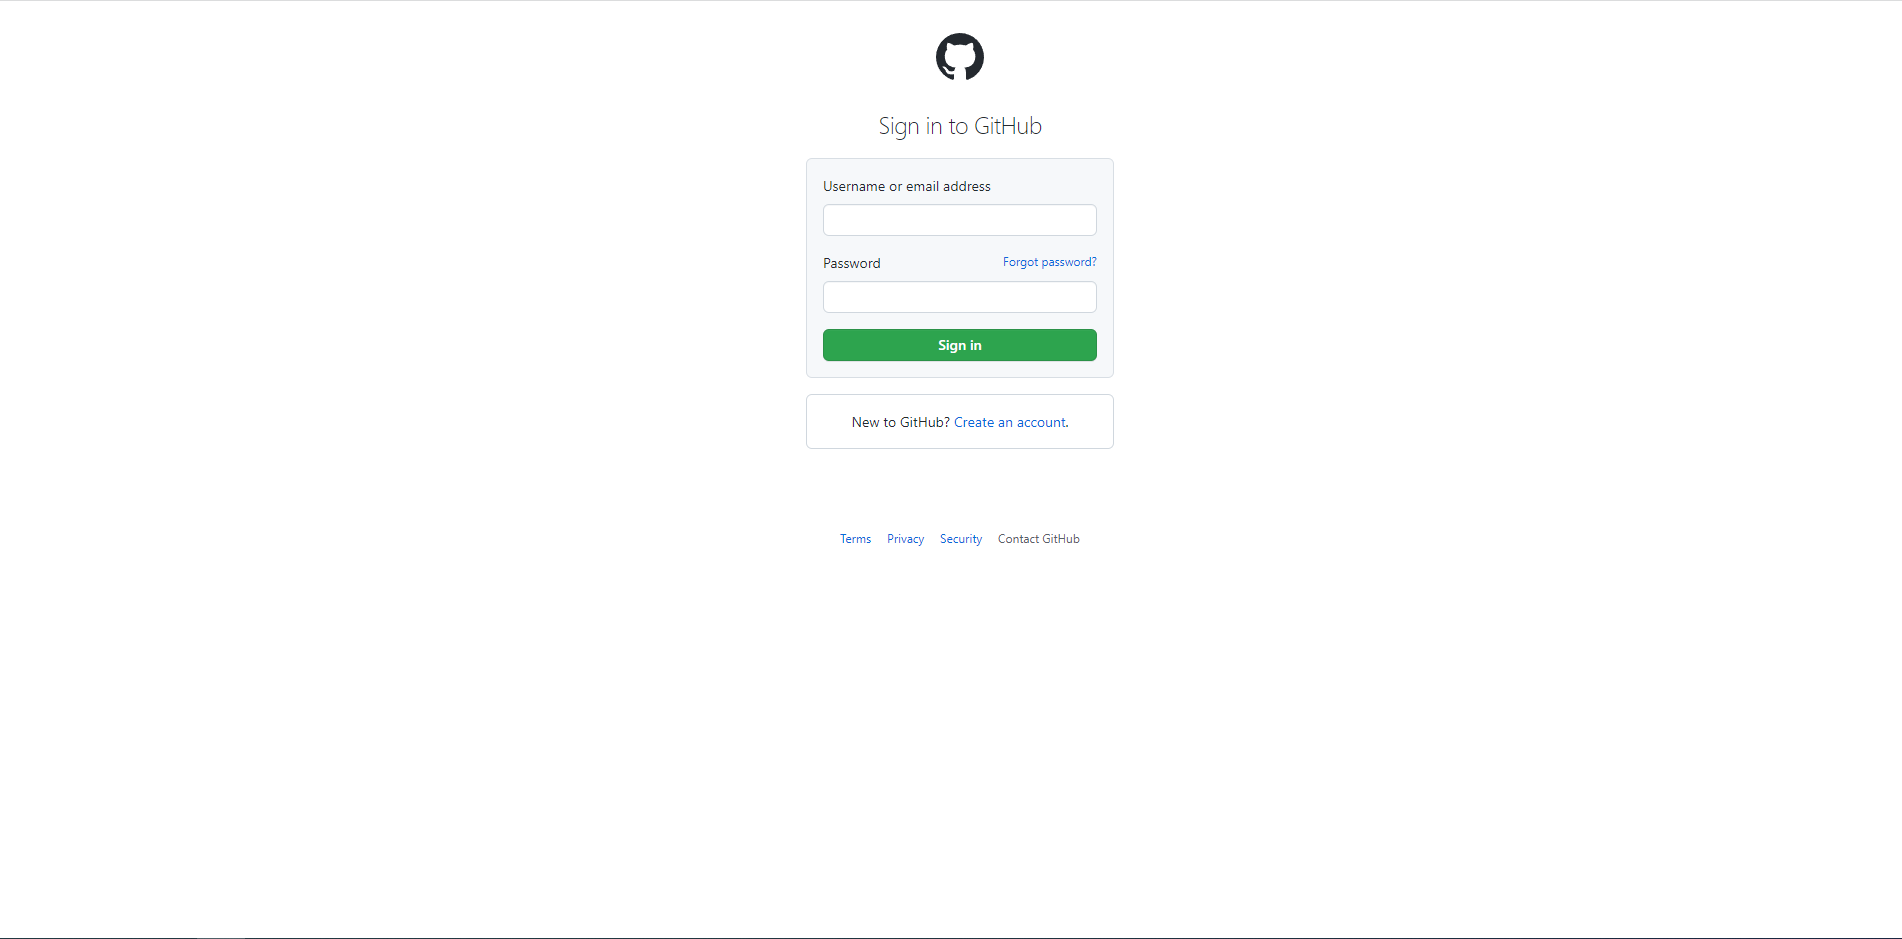 Sign in to GitHub
Username or email address
Password Forgot password?
Sign in
New to GitHub? Create an account.
Terms Privacy Security Contact GitHub